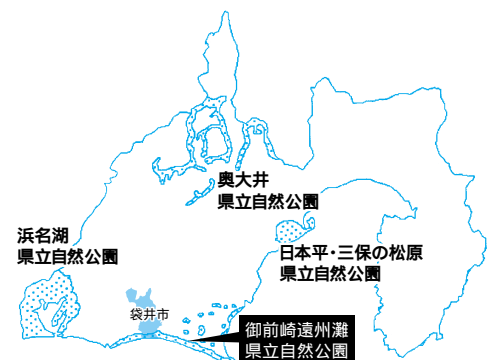 奥大井
県立自然公園
浜名湖
県立自然公園
日本平・三保の松原
県立自然公園
袋井市
御前崎遠州灘
県立自然公園